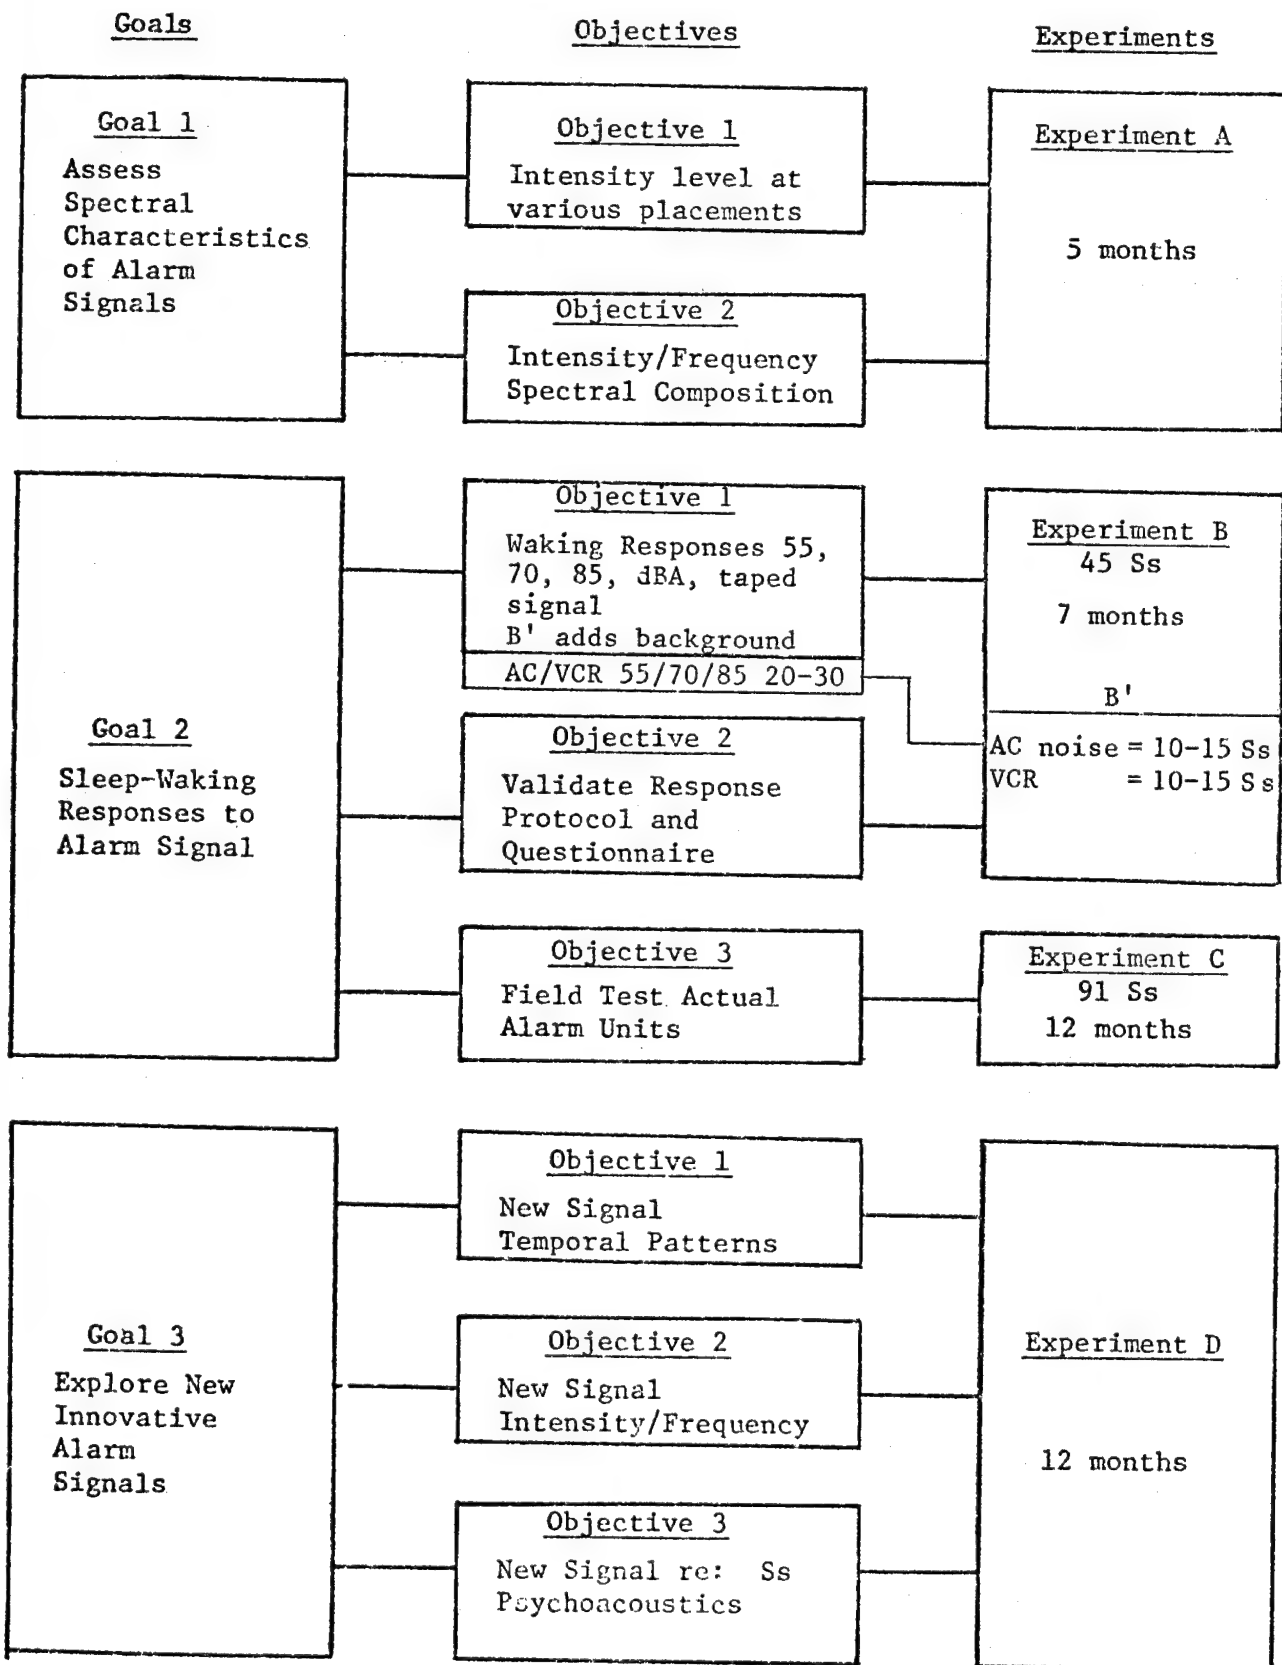 Goals
Objectives
Experiments
Goal 1
Assess
Spectral
Characteristics
of Alarm
Signals
Objective 1
Intensity level at
various placements
Objective 2
Intensity/Frequency
Spectral Composition
Experiment A
5 months
Goal 2
Sleep-Waking
Responses to
Alarm Signal
Objective 1
Waking Responses 55,
70, 85, dBA, taped
signal
B' adds background
AC/VCR 55/70/85 20-30
Objective 2
Validate Response
Protocol and
Questionnaire
Objective 3
Field Test Actual
Alarm Units
Experiment B
45 Ss
7 months
B'
AC noise = 10-15 Ss
VCR = 10-15 Ss
Experiment C
91 Ss
12 months
Goal 3
Explore New
Innovative
Alarm
Signals
Objective 1
New Signal
Temporal Patterns
Objective 2
New Signal
Intensity/Frequency
Objective 3
New Signal re: Ss
Psychoacoustics
Experiment D
12 months